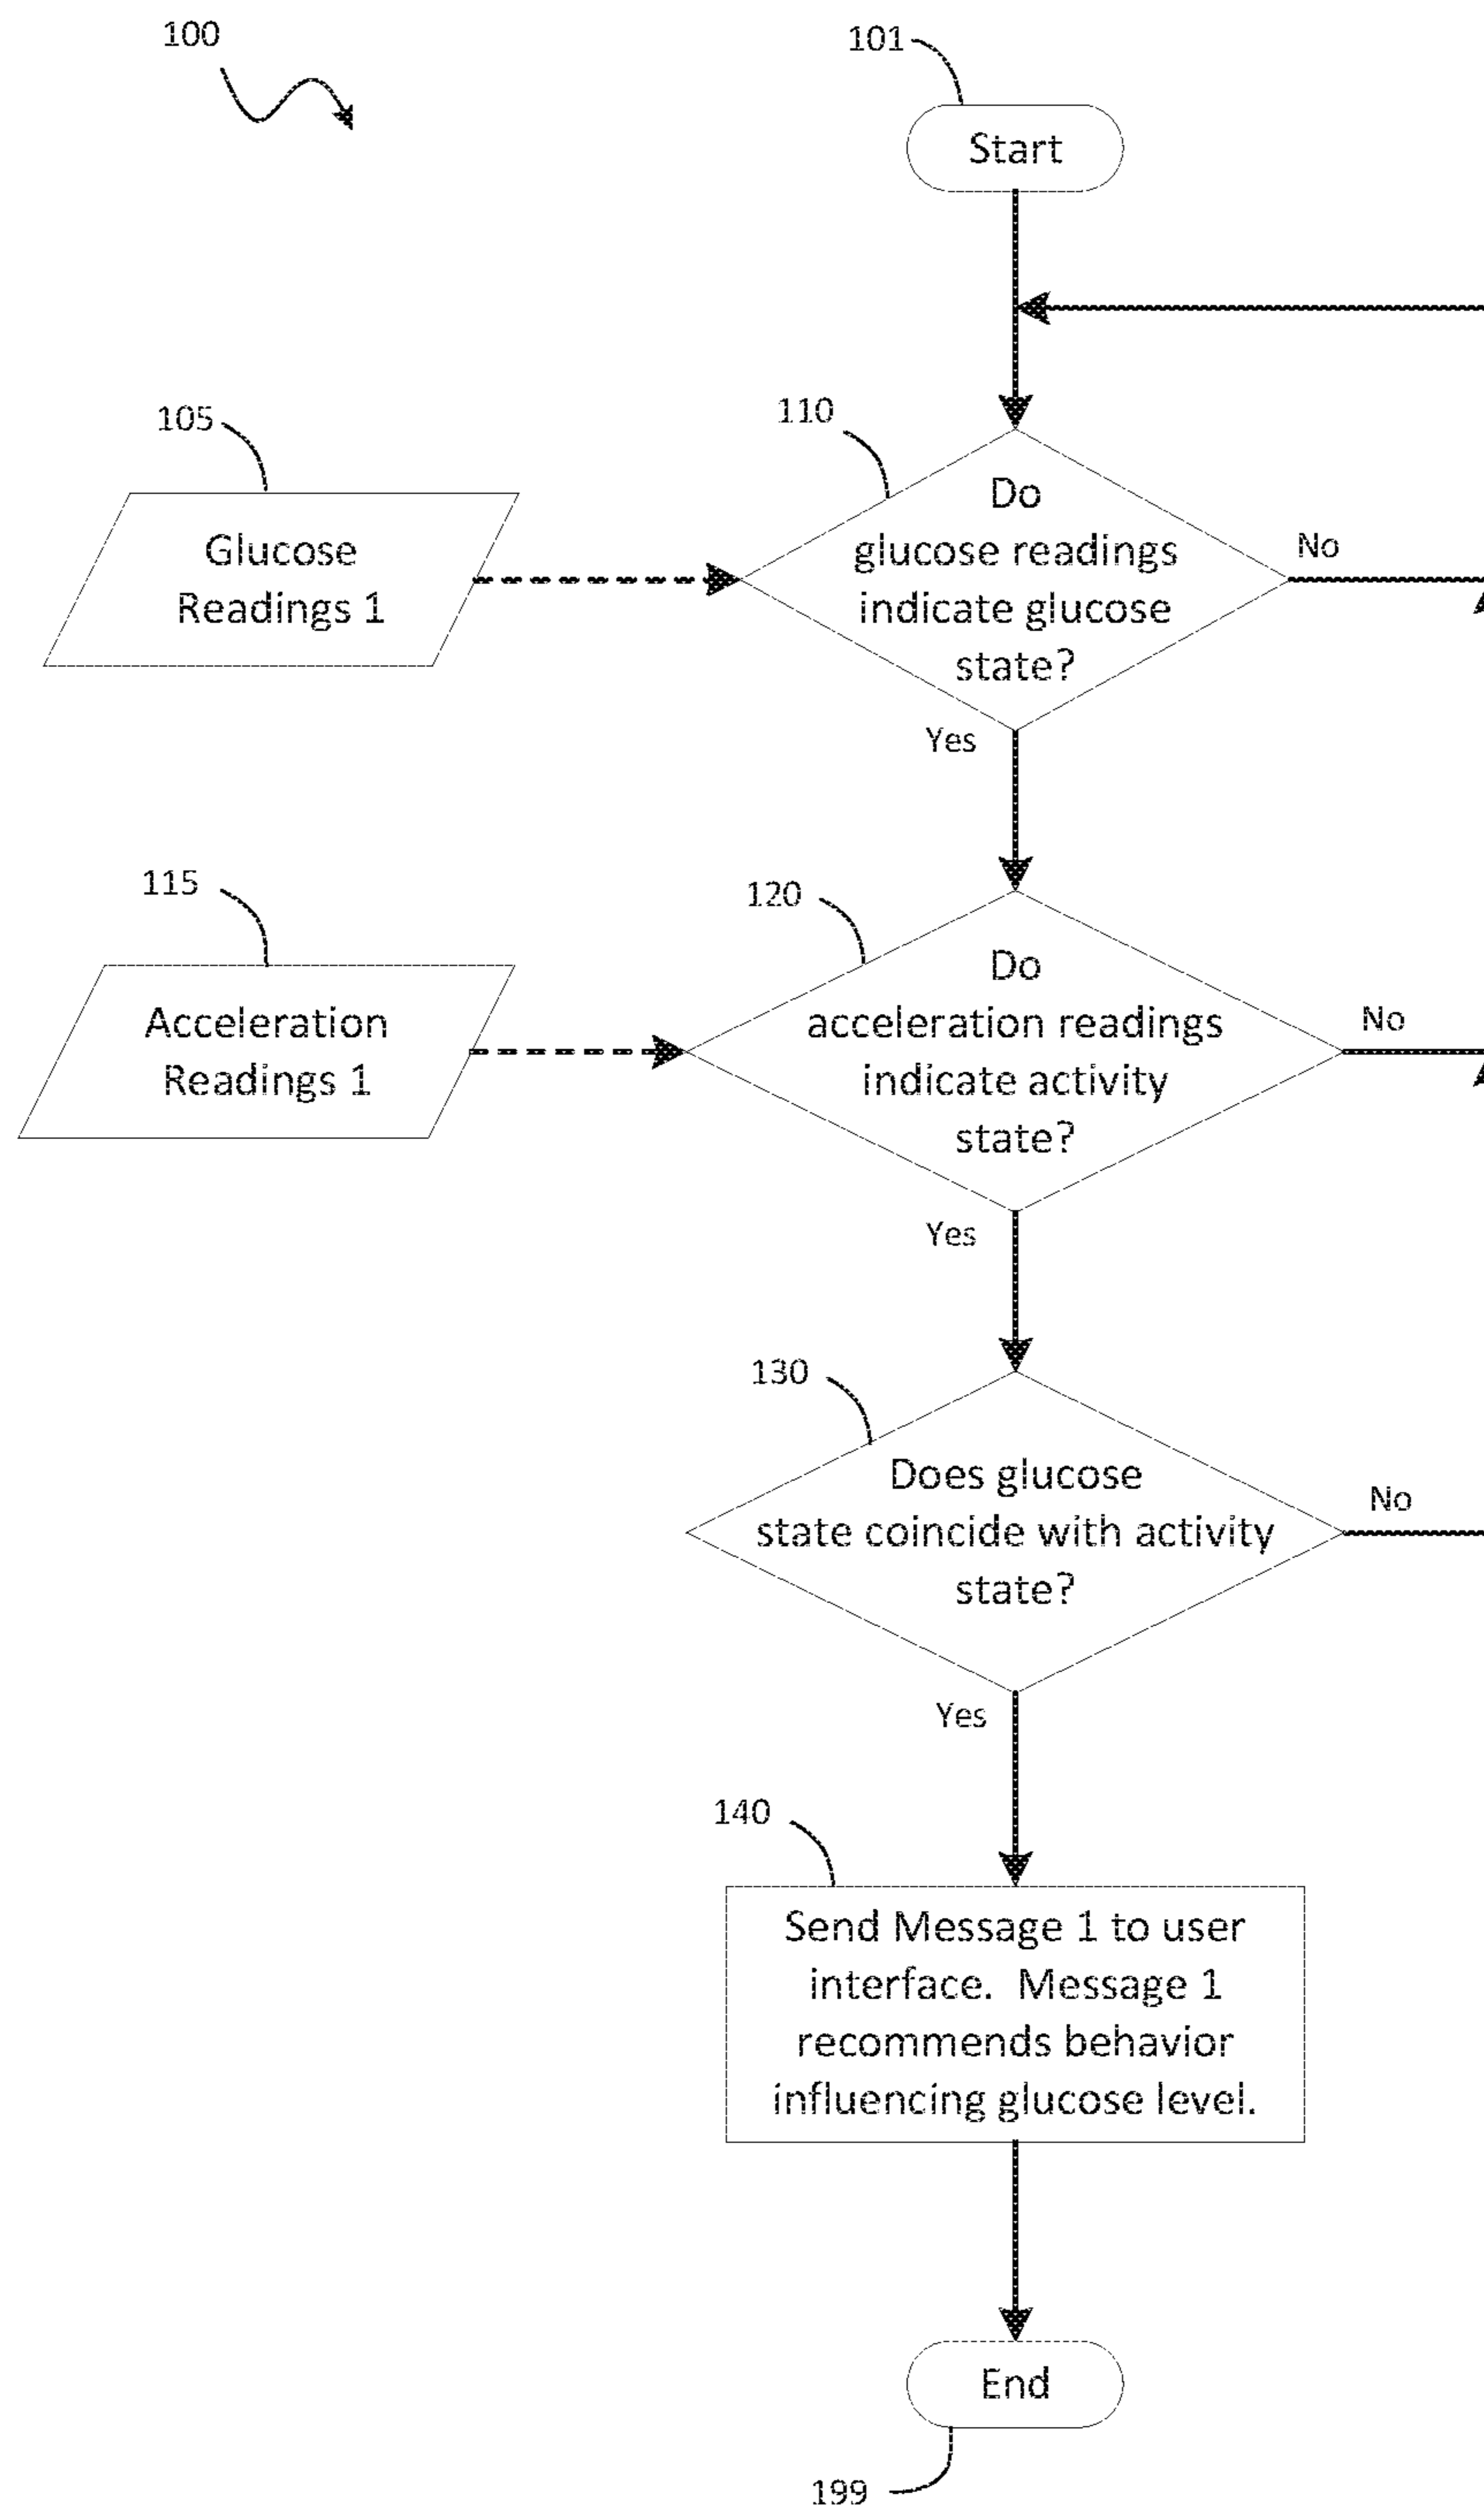 100
101
Start
105
110
Glucose
Readings 1
Do
glucose readings
indicate glucose
state?
No
Yes
115
120
Acceleration
Readings 1
Do
acceleration readings
indicate activity
state?
No
Yes
130
Does glucose
state coincide with activity
state?
No
Yes
140
Send Message 1 to user
interface.  Message 1
recommends behavior
influencing glucose level.
End
199